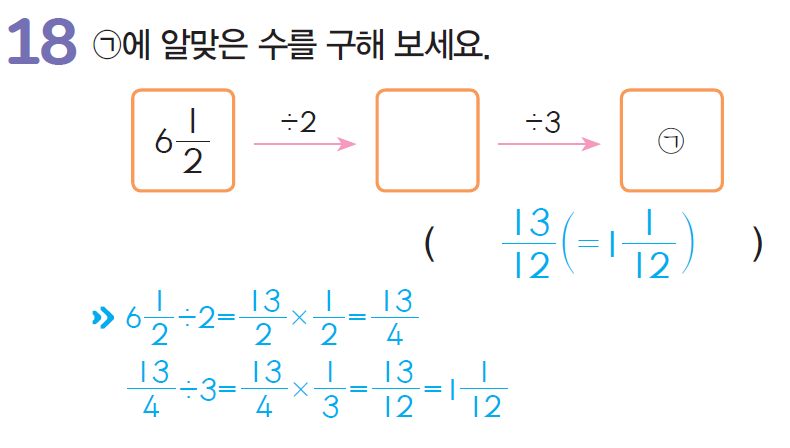 18 ㉠에 알맞은 수를 구해 보세요.
6 1/2 ÷2 ÷3 ㉠
( 13/12 (= 1 1/12) )
» 6 1/2 ÷2= 13/2 × 1/2 = 13/4
13/4 ÷3= 13/4 × 1/3 = 13/12 = 1 1/12